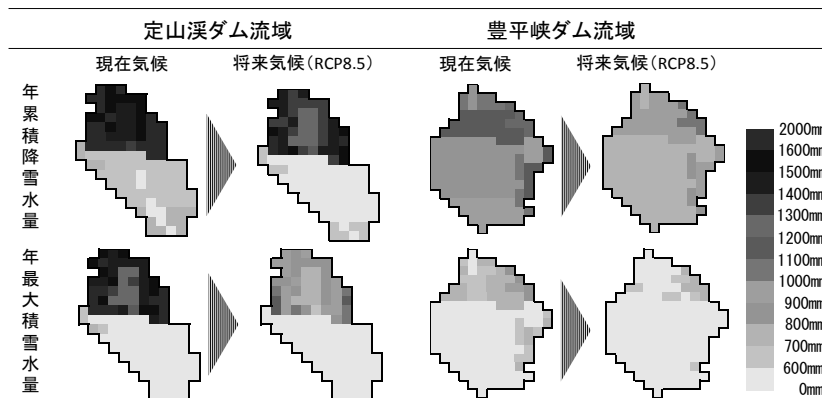 定山渓ダム流域
豊平峡ダム流域
現在気候
将来気候(RCP8.5)
現在気候
将来気候(RCP8.5)
年累積降雪水量
年最大積雪水量
2000mm
1600mm
1500mm
1400mm
1300mm
1200mm
1100mm
1000mm
900mm
800mm
700mm
600mm
0mm